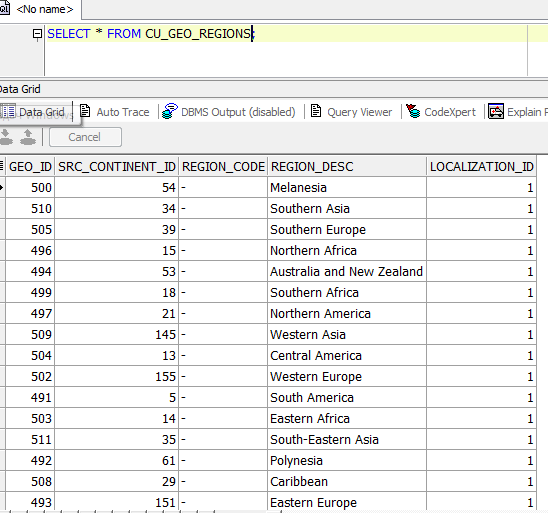 <No name>
SELECT * FROM CU_GEO_REGIONS;
Data Grid
Data Grid Auto Trace DBMS Output (disabled) Query Viewer CodeXpert Explain
Cancel
GEO_ID SRC_CONTINENT_ID REGION_CODE REGION_DESC LOCALIZATION_ID
500 54 - Melanesia 1
510 34 - Southern Asia 1
505 39 - Southern Europe 1
496 15 - Northern Africa 1
494 53 - Australia and New Zealand 1
499 18 - Southern Africa 1
497 21 - Northern America 1
509 145 - Western Asia 1
504 13 - Central America 1
502 155 - Western Europe 1
491 5 - South America 1
503 14 - Eastern Africa 1
511 35 - South-Eastern Asia 1
492 61 - Polynesia 1
508 29 - Caribbean 1
493 151 - Eastern Europe 1